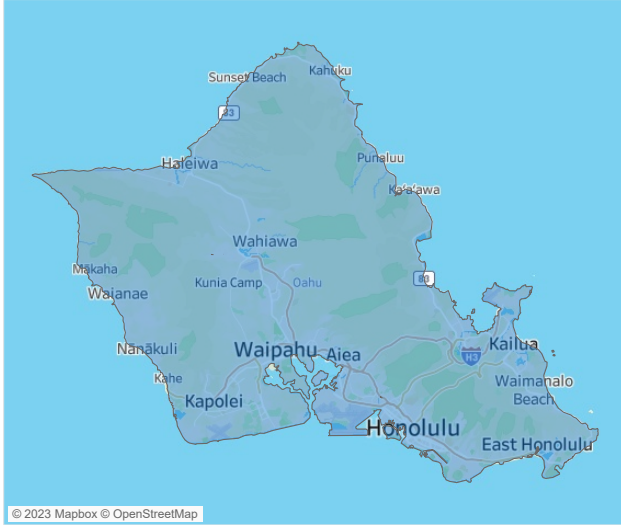 Kahuku
Sunset Beach
83
Punaluu
Haleiwa
Ka'a'awa
Wahiawa
Mākaha
Kunia Camp
Oahu
83
Waianae
Nānākuli
Waipahu
Aiea
Kailua
H3
Kahe
Waimanalo
Beach
Kapolei
Honolulu
East Honolulu
© 2023 Mapbox © OpenStreetMap